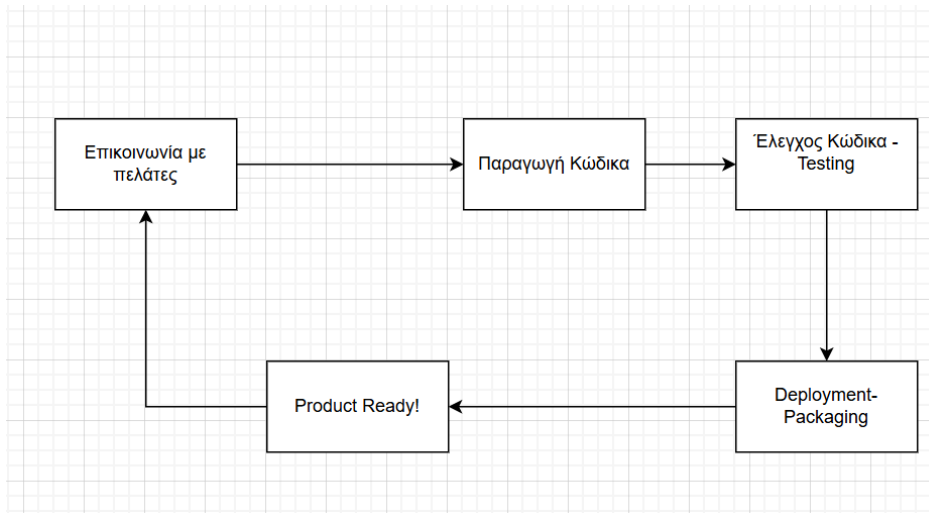 Επικοινωνία με
πελάτες
Παραγωγή Κώδικα
Έλεγχος Κώδικα -
Testing
Product Ready!
Deployment-
Packaging